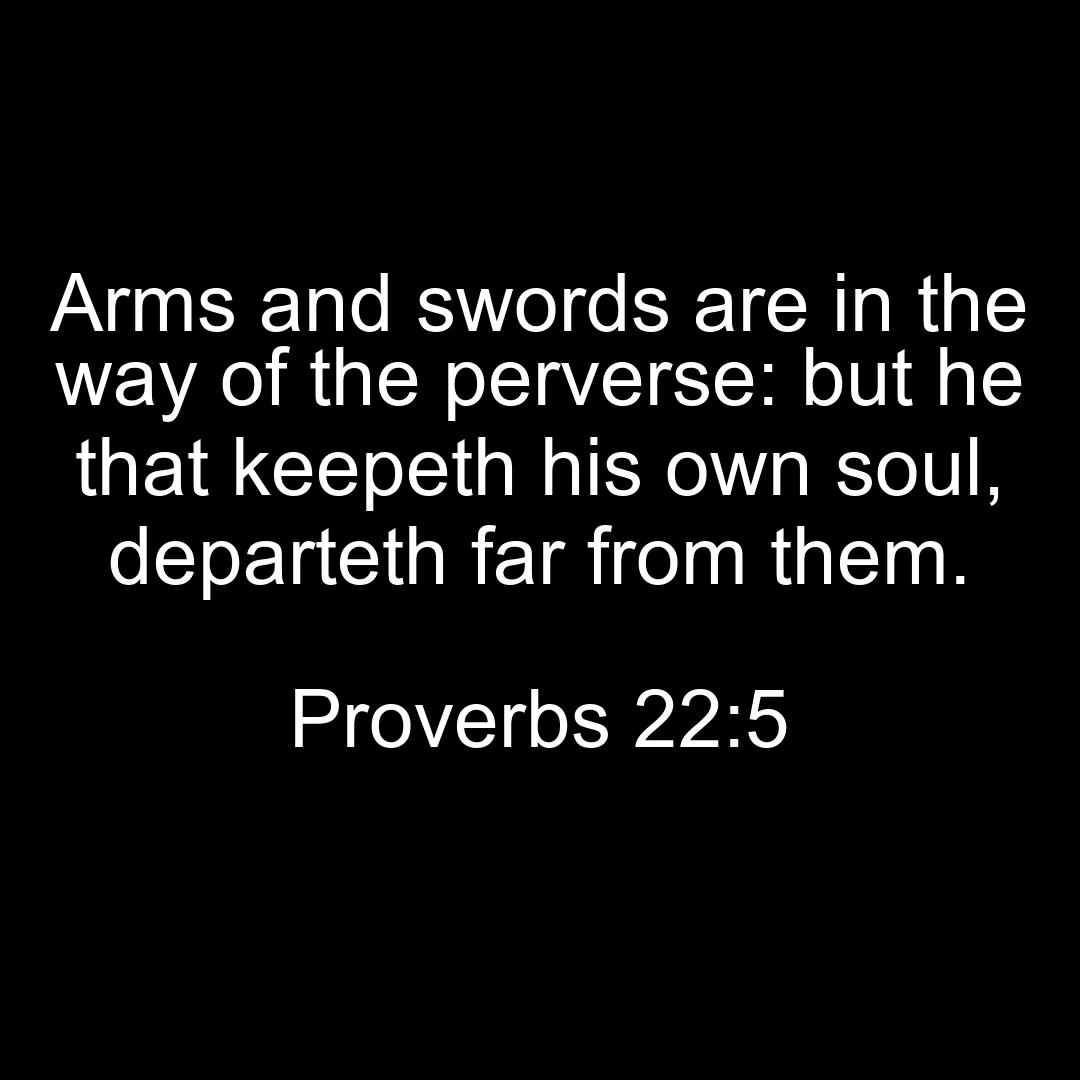 Arms and swords are in the
way of the perverse: but he
that keepeth his own soul,
departeth far from them.
Proverbs 22:5